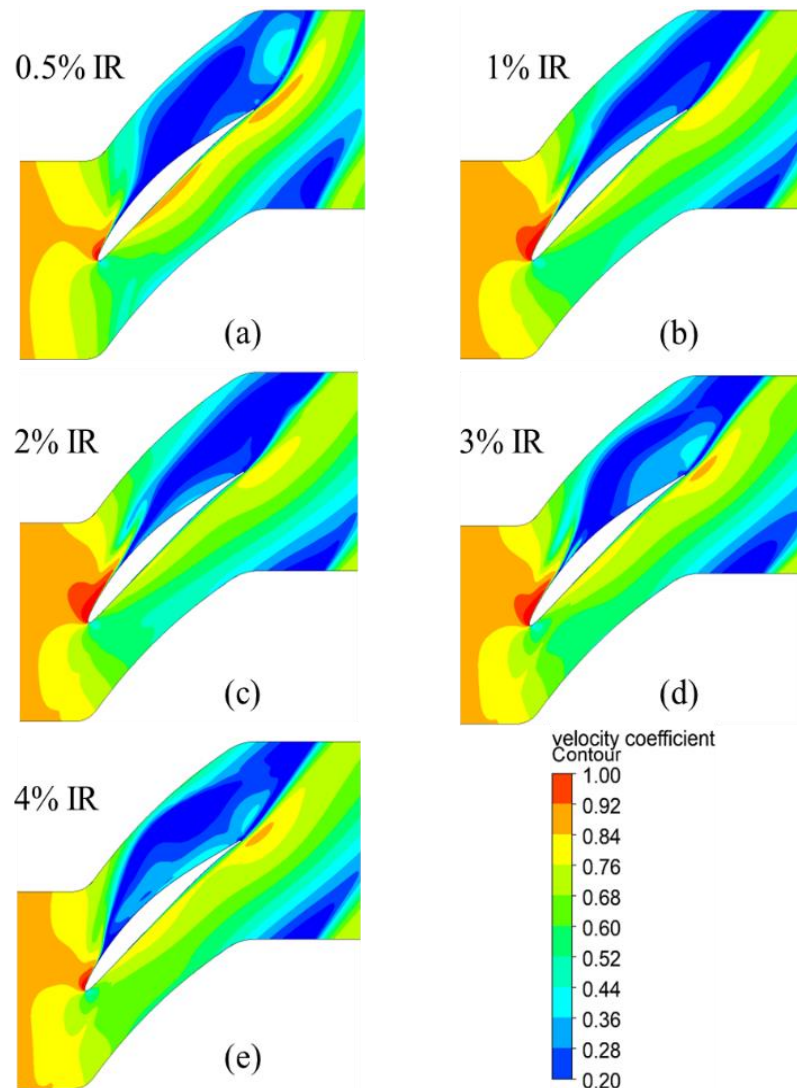 0.5% IR
1% IR
(a)
(b)
2% IR
3% IR
(c)
(d)
4% IR
(e)
velocity coefficient
Contour
1.00
0.92
0.84
0.76
0.68
0.60
0.52
0.44
0.36
0.28
0.20